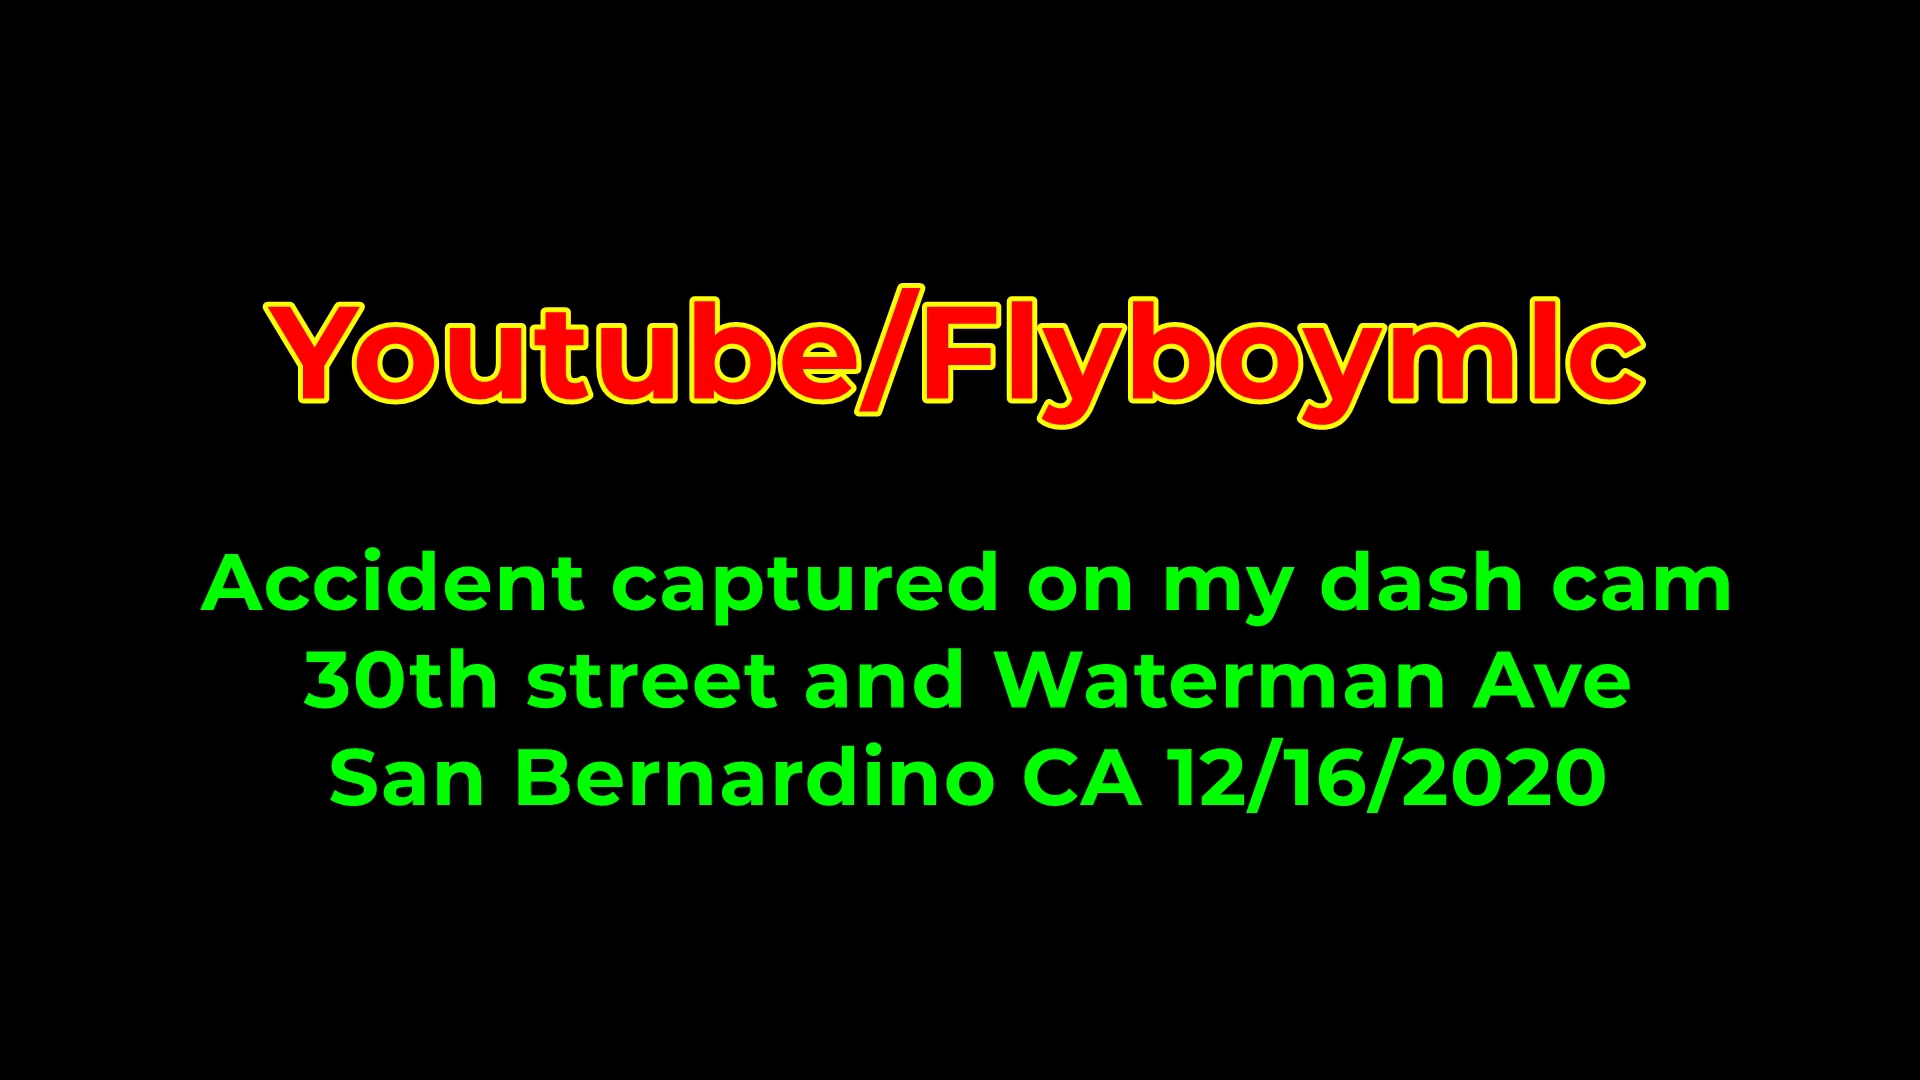 Youtube/Flyboymlc
Accident captured on my dash cam
30th street and Waterman Ave
San Bernardino CA 12/16/2020